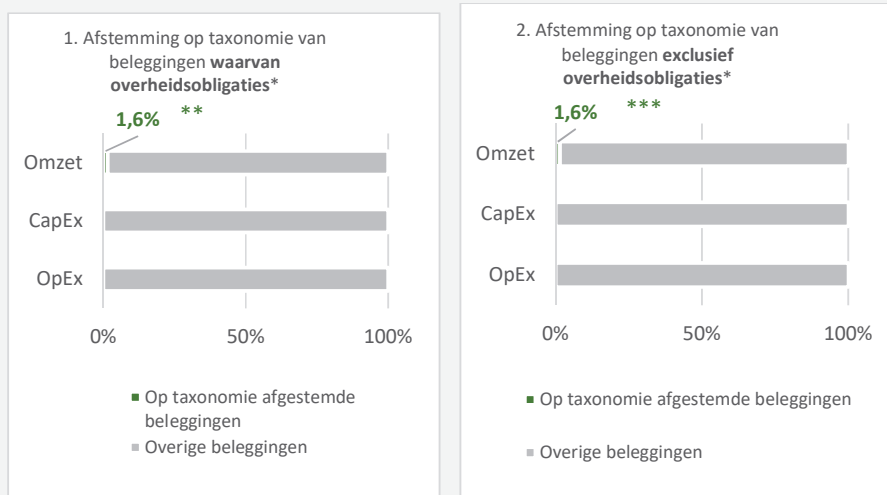 1. Afstemming op taxonomie van
beleggingen waarvan
overheidsobligaties*
1,6% **
Omzet
CapEx
OpEx
0% 50% 100%
■ Op taxonomie afgestemde
beleggingen
■ Overige beleggingen
2. Afstemming op taxonomie van
beleggingen exclusief
overheidsobligaties*
1,6% ***
Omzet
CapEx
OpEx
0% 50% 100%
■ Op taxonomie afgestemde beleggingen
■ Overige beleggingen